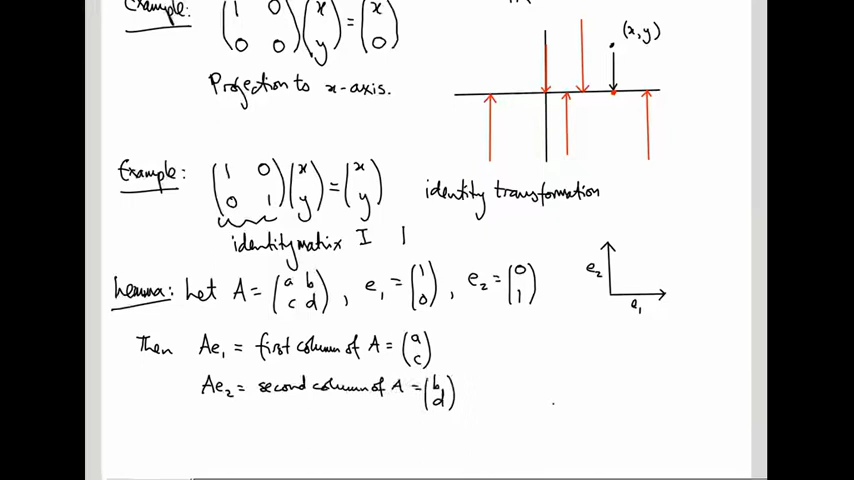 Example: (1 0 0 0)(x y) = (x 0)
(x,y)
Projection to x-axis.
Example: (1 0 0 1)(x y) = (x y) identity transformation
identity matrix I 1
Lemma: Let A = (a b c d), e₁ = (1 0), e₂ = (0 1)
e₂
e₁
Then Ae₁ = first column of A = (a c)
Ae₂ = second column of A = (b d)